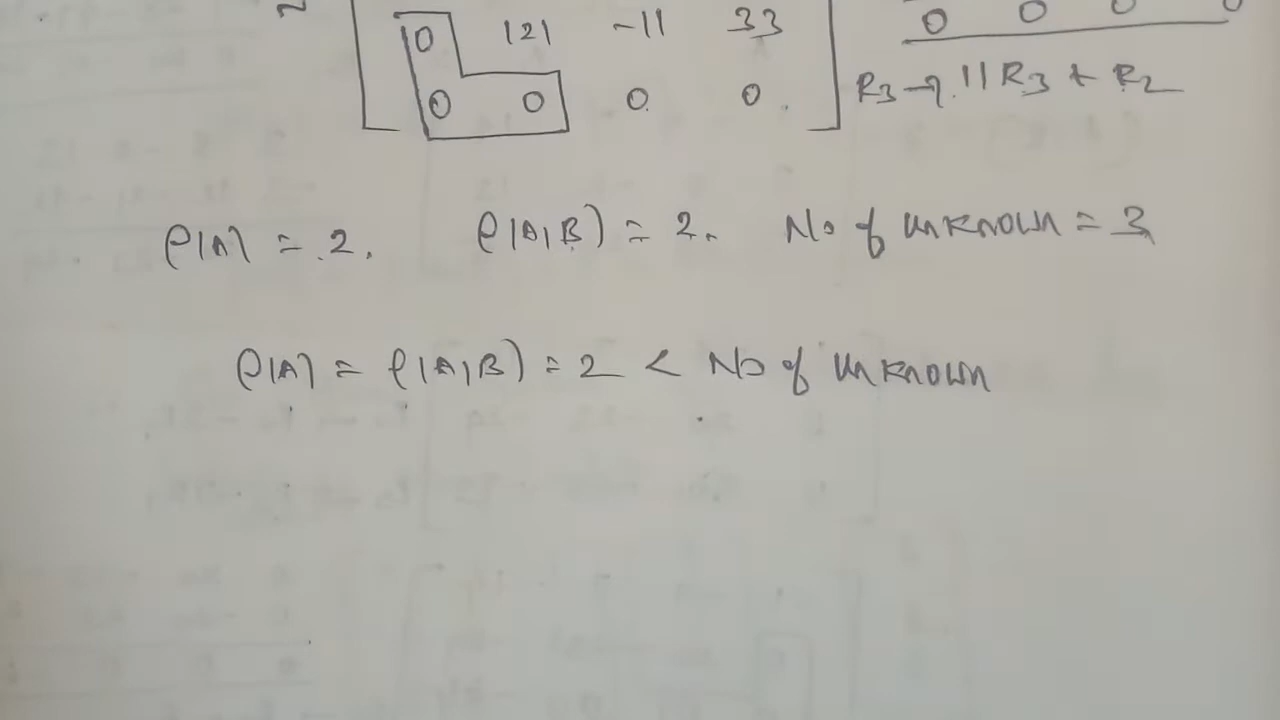 ~ 0 121 -11 33
0 0 0 0
0 0 0 0. R3 → 11R3 + R2
ρ(A) = 2. ρ(A,B) = 2. No of unknown = 3
ρ(A) = ρ(A,B) = 2 < No of unknown